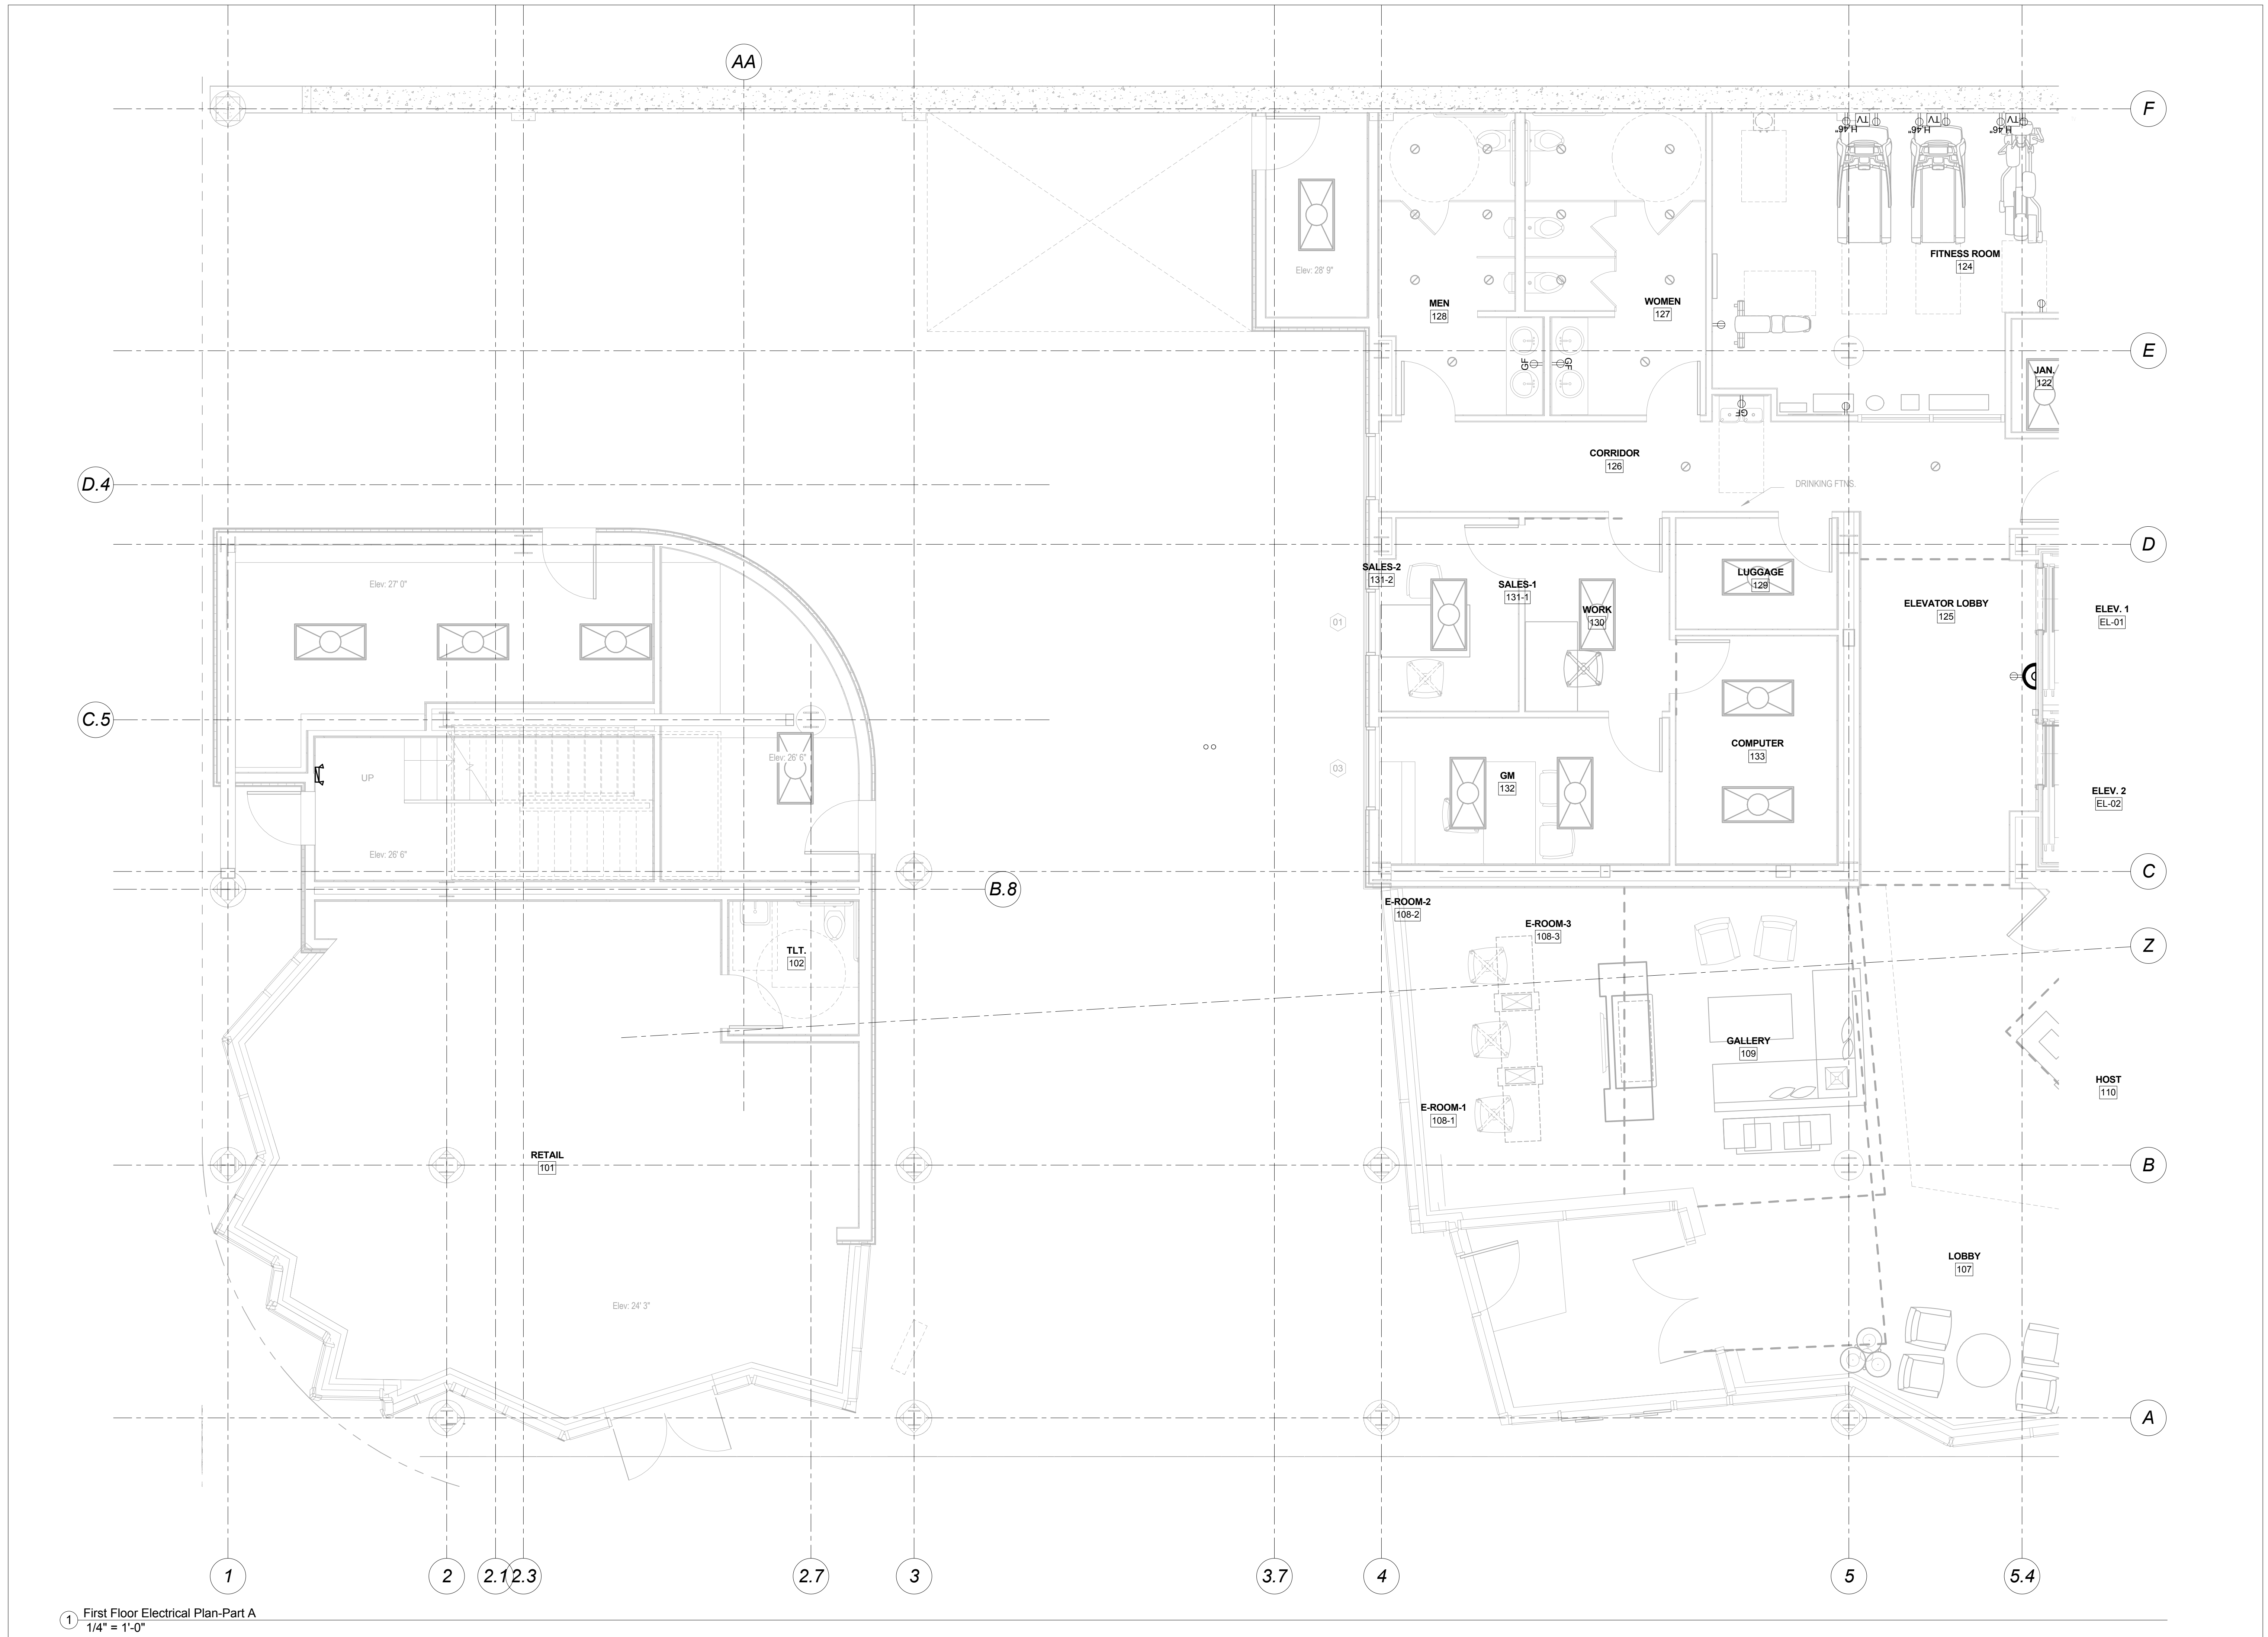 AA
F
TV
TV
TV
H 46"
H 46"
H 46"
FITNESS ROOM
124
Elev: 28' 9"
MEN
128
WOMEN
127
E
GF
GF
JAN.
122
GF
CORRIDOR
126
D.4
DRINKING FTNS.
D
SALES-2
131-2
SALES-1
131-1
LUGGAGE
129
Elev: 27' 0"
WORK
130
ELEVATOR LOBBY
125
ELEV. 1
EL-01
01
C.5
COMPUTER
133
Elev: 26' 6"
03
UP
GM
132
ELEV. 2
EL-02
Elev: 26' 6"
C
B.8
E-ROOM-2
108-2
E-ROOM-3
108-3
Z
TLT.
102
GALLERY
109
HOST
110
E-ROOM-1
108-1
RETAIL
101
B
LOBBY
107
Elev: 24' 3"
A
1
2
2.1
2.3
2.7
3
3.7
4
5
5.4
1 First Floor Electrical Plan-Part A
1/4" = 1'-0"